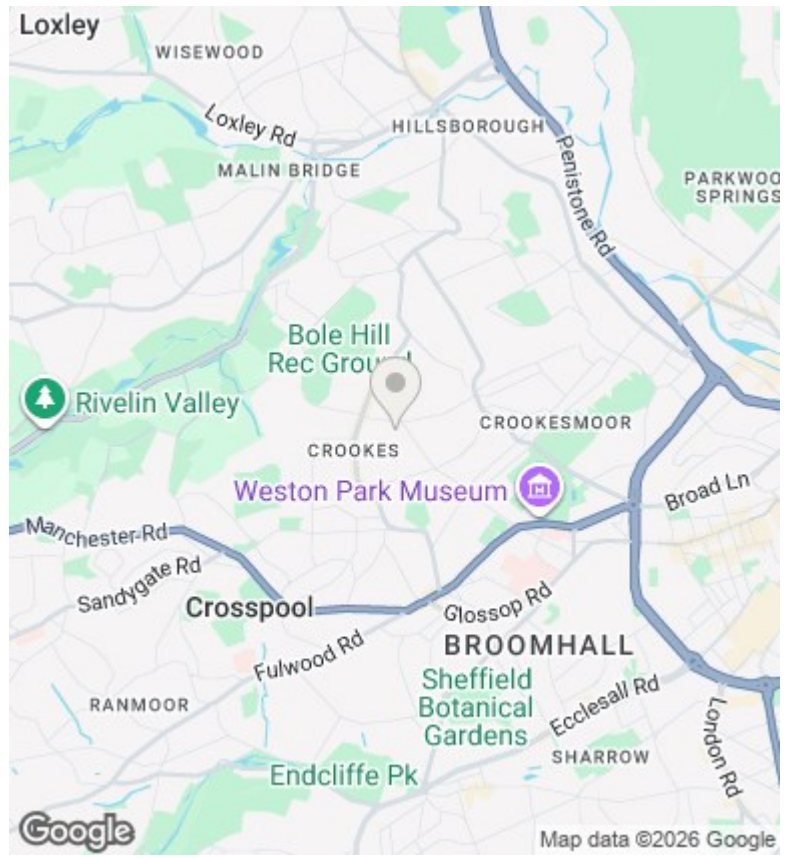 Loxley
WISEWOOD
Loxley Rd
HILLSBOROUGH
MALIN BRIDGE
Penistone Rd
PARKWOO
SPRINGS
Bole Hill
Rec Ground
Rivelin Valley
CROOKESMOOR
CROOKES
Weston Park Museum
Broad Ln
Manchester Rd
Sandygate Rd
Crosspool
Glossop Rd
Fulwood Rd
BROOMHALL
Sheffield
Botanical
Gardens
Ecclesall Rd
RANMOOR
London Rd
SHARROW
Endcliffe Pk
Google
Map data ©2026 Google